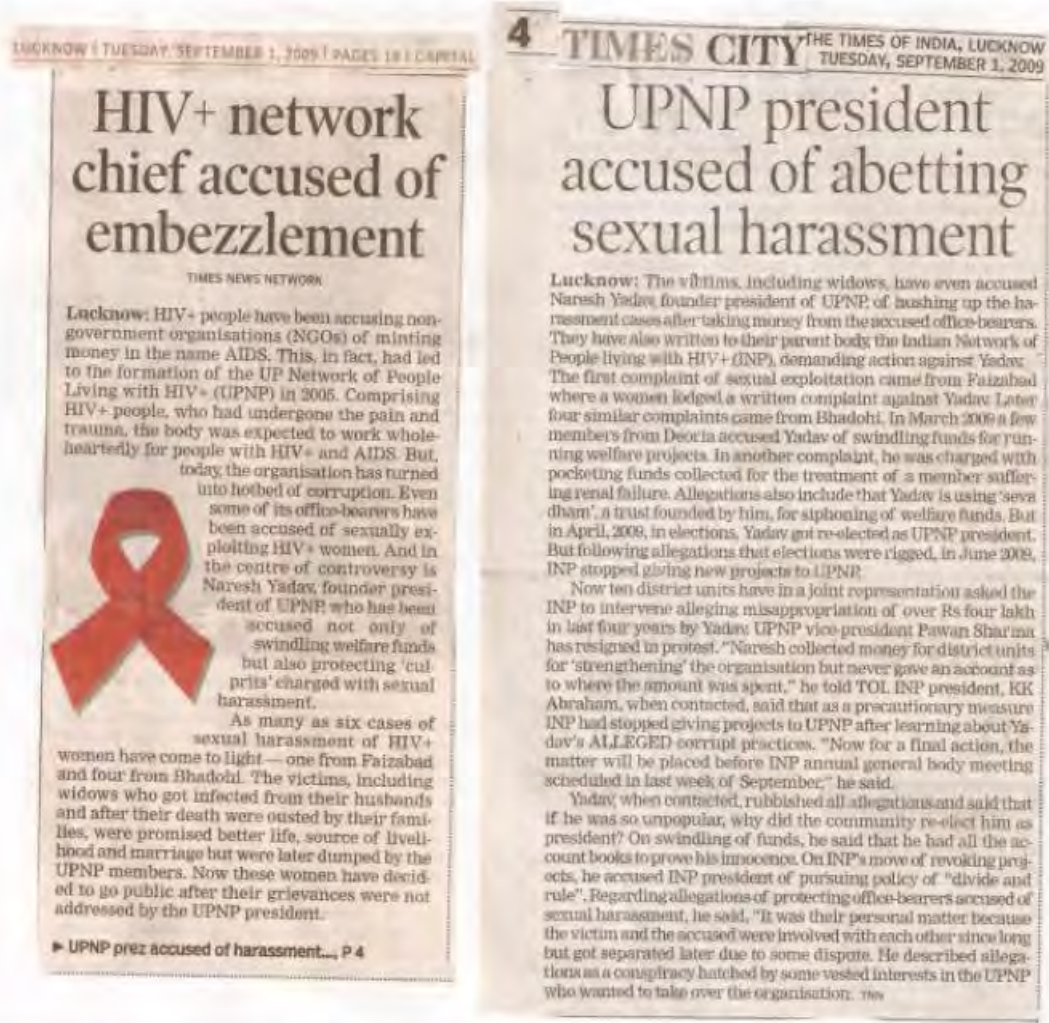 LUCKNOW | TUESDAY, SEPTEMBER 1, 2009 | PAGES 18 | CAPITAL
HIV+ network
chief accused of
embezzlement
TIMES NEWS NETWORK
Lucknow: HIV+ people have been accusing non-
government organisations (NGOs) of minting
money in the name AIDS. This, in fact, had led
to the formation of the UP Network of People
Living with HIV+ (UPNP) in 2005. Comprising
HIV+ people, who had undergone the pain and
trauma, the body was expected to work whole-
heartedly for people with HIV+ and AIDS. But,
today, the organisation has turned
into hotbed of corruption. Even
some of its office-bearers have
been accused of sexually ex-
ploiting HIV+ women. And in
the centre of controversy is
Naresh Yadav, founder presi-
dent of UPNP, who has been
accused not only of
swindling welfare funds
but also protecting 'cul-
prits' charged with sexual
harassment.
As many as six cases of
sexual harassment of HIV+
women have come to light — one from Faizabad
and four from Bhadohi. The victims, including
widows who got infected from their husbands
and after their death were ousted by their fami-
lies, were promised better life, source of liveli-
hood and marriage but were later dumped by the
UPNP members. Now these women have decid-
ed to go public after their grievances were not
addressed by the UPNP president.
▶ UPNP prez accused of harassment..., P 4
4 TIMES CITY THE TIMES OF INDIA, LUCKNOW
TUESDAY, SEPTEMBER 1, 2009
UPNP president
accused of abetting
sexual harassment
Lucknow: The victims, including widows, have even accused
Naresh Yadav, founder president of UPNP, of hushing up the ha-
rassment cases after taking money from the accused office-bearers.
They have also written to their parent body, the Indian Network of
People living with HIV+ (INP), demanding action against Yadav.
The first complaint of sexual exploitation came from Faizabad
where a women lodged a written complaint against Yadav. Later
four similar complaints came from Bhadohi. In March 2009 a few
members from Deoria accused Yadav of swindling funds for run-
ning welfare projects. In another complaint, he was charged with
pocketing funds collected for the treatment of a member suffer-
ing renal failure. Allegations also include that Yadav is using 'seva
dham', a trust founded by him, for siphoning of welfare funds. But
in April, 2009, in elections, Yadav got re-elected as UPNP president.
But following allegations that elections were rigged, in June 2009,
INP stopped giving new projects to UPNP.
Now ten district units have in a joint representation asked the
INP to intervene alleging misappropriation of over Rs four lakh
in last four years by Yadav. UPNP vice-president Pawan Sharma
has resigned in protest. "Naresh collected money for district units
for 'strengthening' the organisation but never gave an account as
to where the amount was spent," he told TOI. INP president, KK
Abraham, when contacted, said that as a precautionary measure
INP had stopped giving projects to UPNP after learning about Ya-
dav's ALLEGED corrupt practices. "Now for a final action, the
matter will be placed before INP annual general body meeting
scheduled in last week of September," he said.
Yadav, when contacted, rubbished all allegations and said that
if he was so unpopular, why did the community re-elect him as
president? On swindling of funds, he said that he had all the ac-
count books to prove his innocence. On INP's move of revoking proj-
ects, he accused INP president of pursuing policy of "divide and
rule". Regarding allegations of protecting office-bearers accused of
sexual harassment, he said, "It was their personal matter because
the victim and the accused were involved with each other since long
but got separated later due to some dispute. He described allega-
tions as a conspiracy hatched by some vested interests in the UPNP
who wanted to take over the organisation. TNN